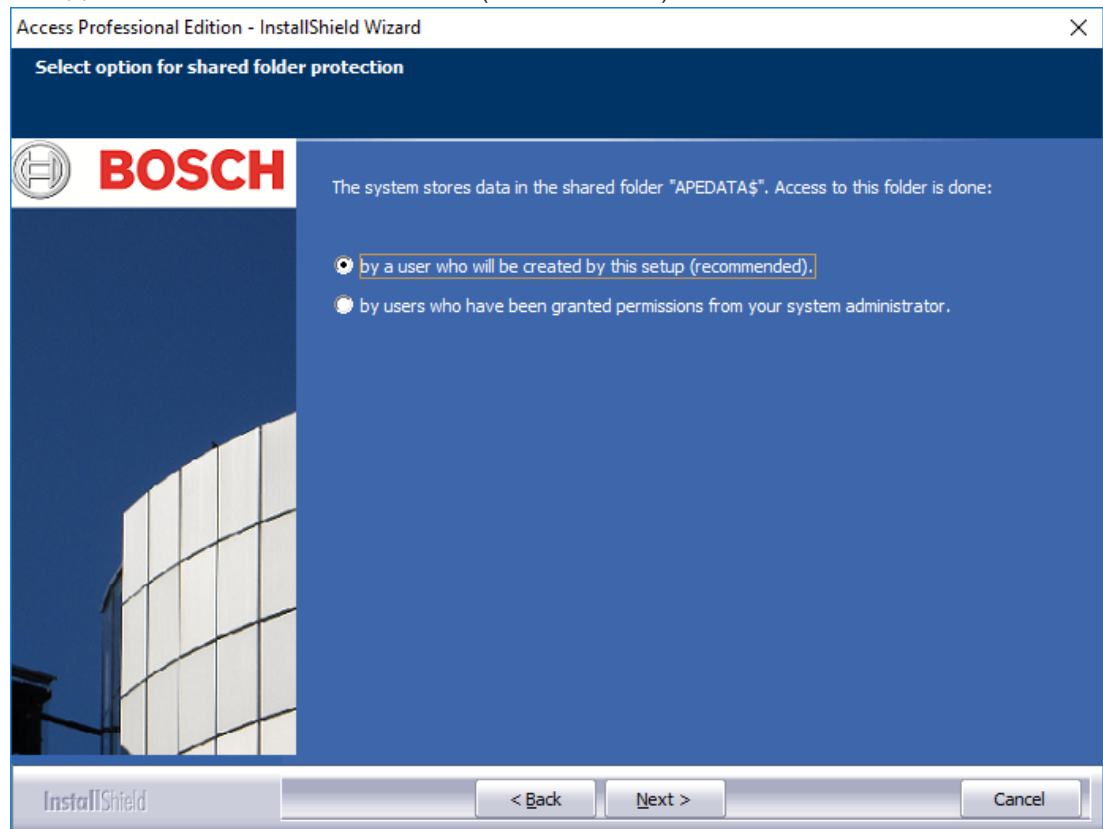 Access Professional Edition - InstallShield Wizard
Select option for shared folder protection
BOSCH
The system stores data in the shared folder "APEDATA$". Access to this folder is done:
by a user who will be created by this setup (recommended).
by users who have been granted permissions from your system administrator.
InstallShield
< Back
Next >
Cancel